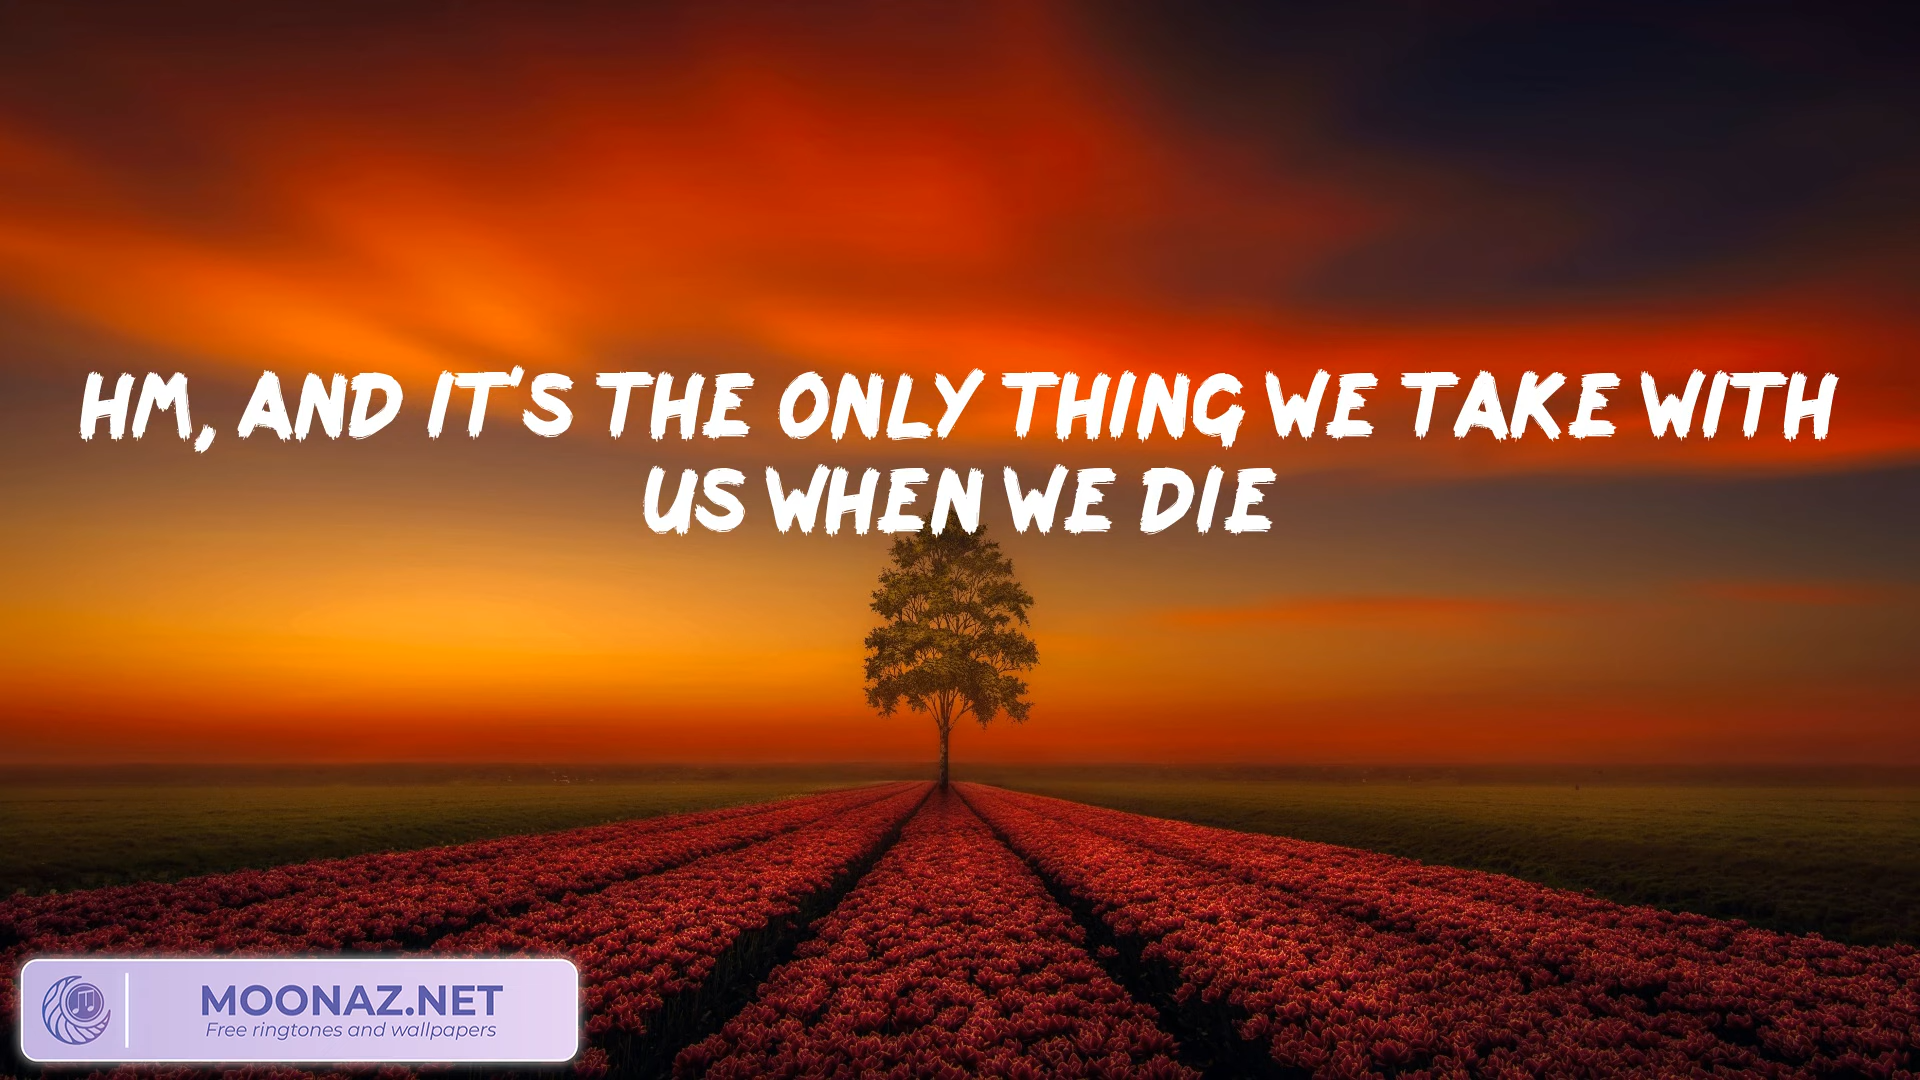 HM, AND IT'S THE ONLY THING WE TAKE WITH
US WHEN WE DIE
MOONAZ.NET
Free ringtones and wallpapers